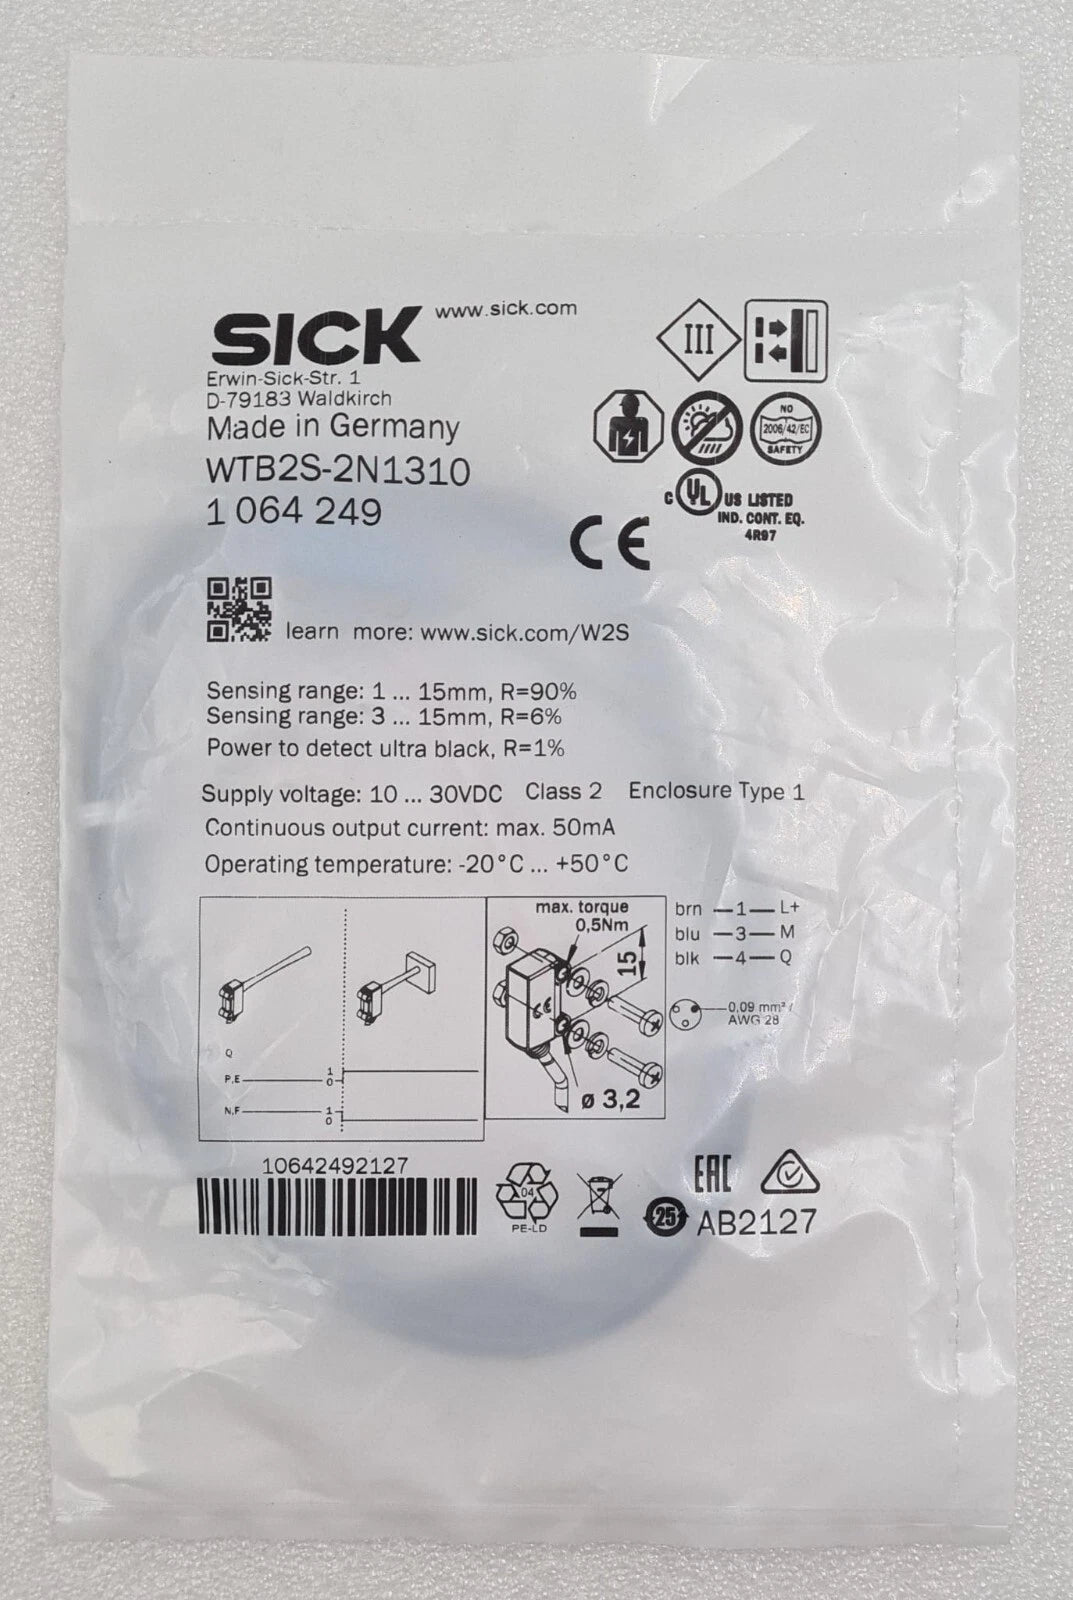 SICK www.sick.com
Erwin-Sick-Str. 1
D-79183 Waldkirch
Made in Germany
WTB2S-2N1310
1 064 249
III
NO
2006/42/EC
SAFETY
C UL US LISTED
IND. CONT. EQ.
4R97
CE
learn more: www.sick.com/W2S
Sensing range: 1 ... 15mm, R=90%
Sensing range: 3 ... 15mm, R=6%
Power to detect ultra black, R=1%
Supply voltage: 10 ... 30VDC Class 2 Enclosure Type 1
Continuous output current: max. 50mA
Operating temperature: -20°C ... +50°C
Q
P,E 1
0
N,F 1
0
max. torque
0,5Nm
15
CE
ø 3,2
brn 1 L+
blu 3 M
blk 4 Q
0,09 mm² /
AWG 28
10642492127
04
PE-LD
EAC
25 AB2127